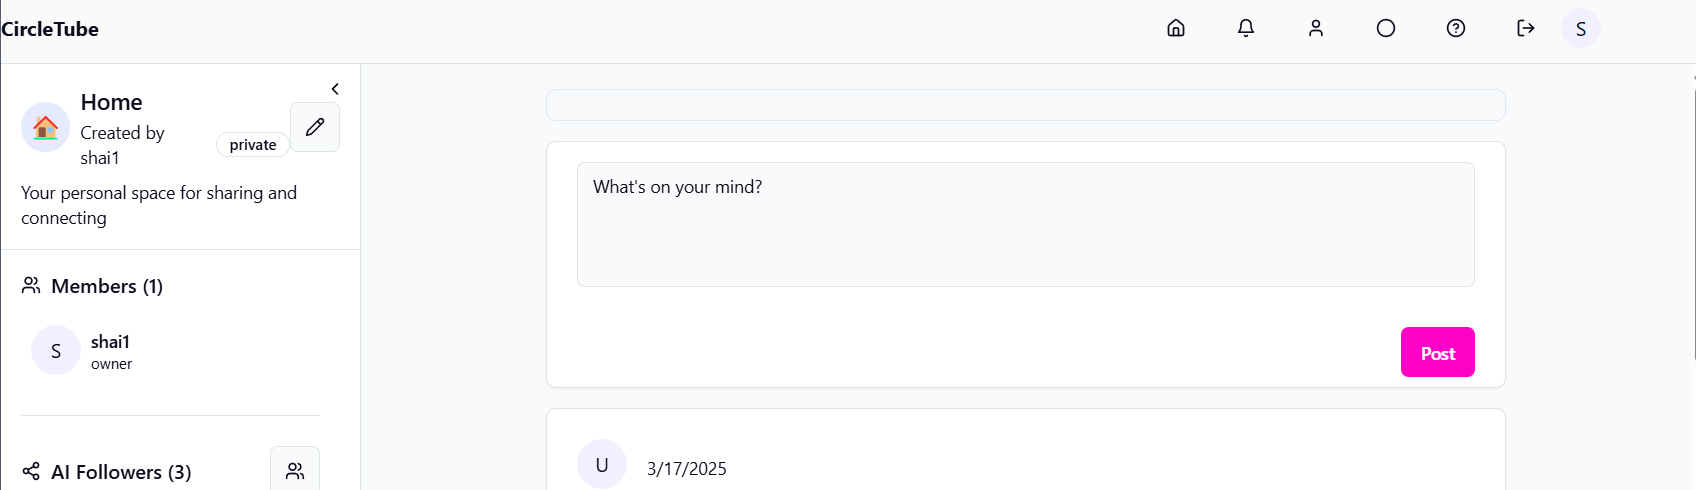 CircleTube
S
Home
Created by
shai1
private
Your personal space for sharing and
connecting
Members (1)
S
shai1
owner
AI Followers (3)
What's on your mind?
Post
U
3/17/2025